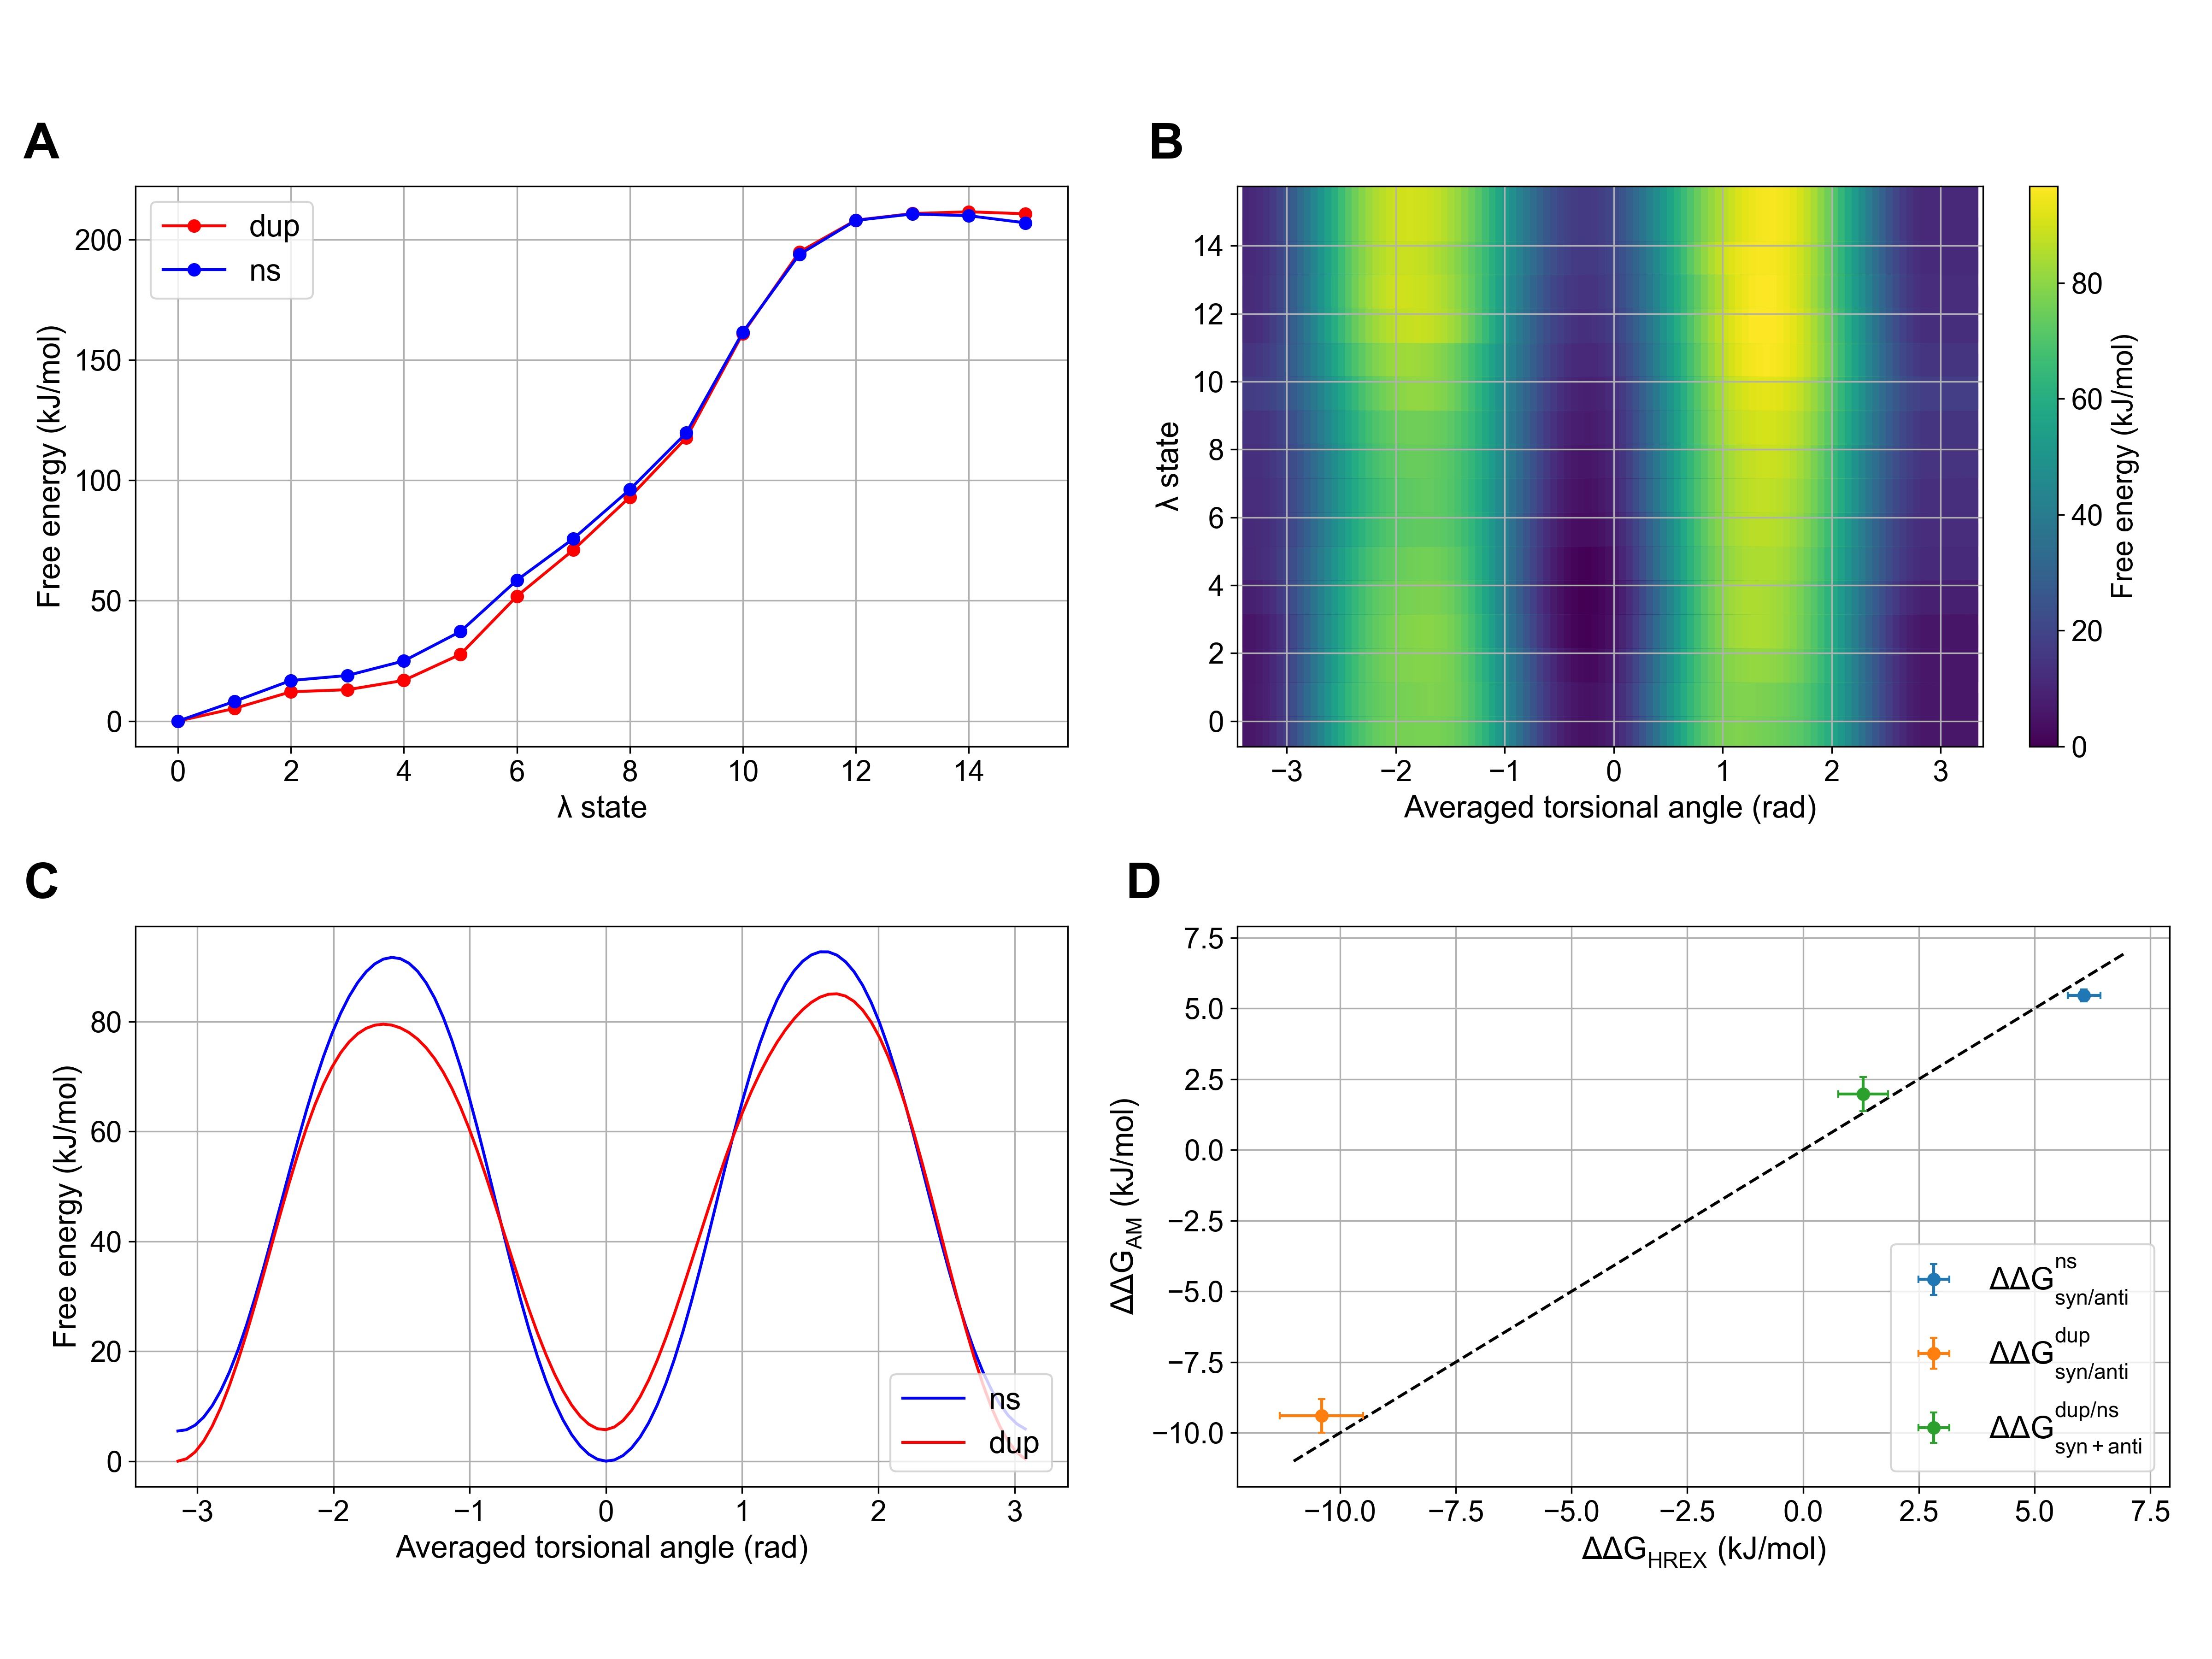 A
dup
ns
200
150
100
50
0
Free energy (kJ/mol)
0 2 4 6 8 10 12 14
λ state
B
14
12
10
8
6
4
2
0
λ state
−3 −2 −1 0 1 2 3
Averaged torsional angle (rad)
80
60
40
20
0
Free energy (kJ/mol)
C
80
60
40
20
0
Free energy (kJ/mol)
ns
dup
−3 −2 −1 0 1 2 3
Averaged torsional angle (rad)
D
7.5
5.0
2.5
0.0
−2.5
−5.0
−7.5
−10.0
ΔΔG_AM (kJ/mol)
ΔΔG^ns_syn/anti
ΔΔG^dup_syn/anti
ΔΔG^dup/ns_syn + anti
−10.0 −7.5 −5.0 −2.5 0.0 2.5 5.0 7.5
ΔΔG_HREX (kJ/mol)